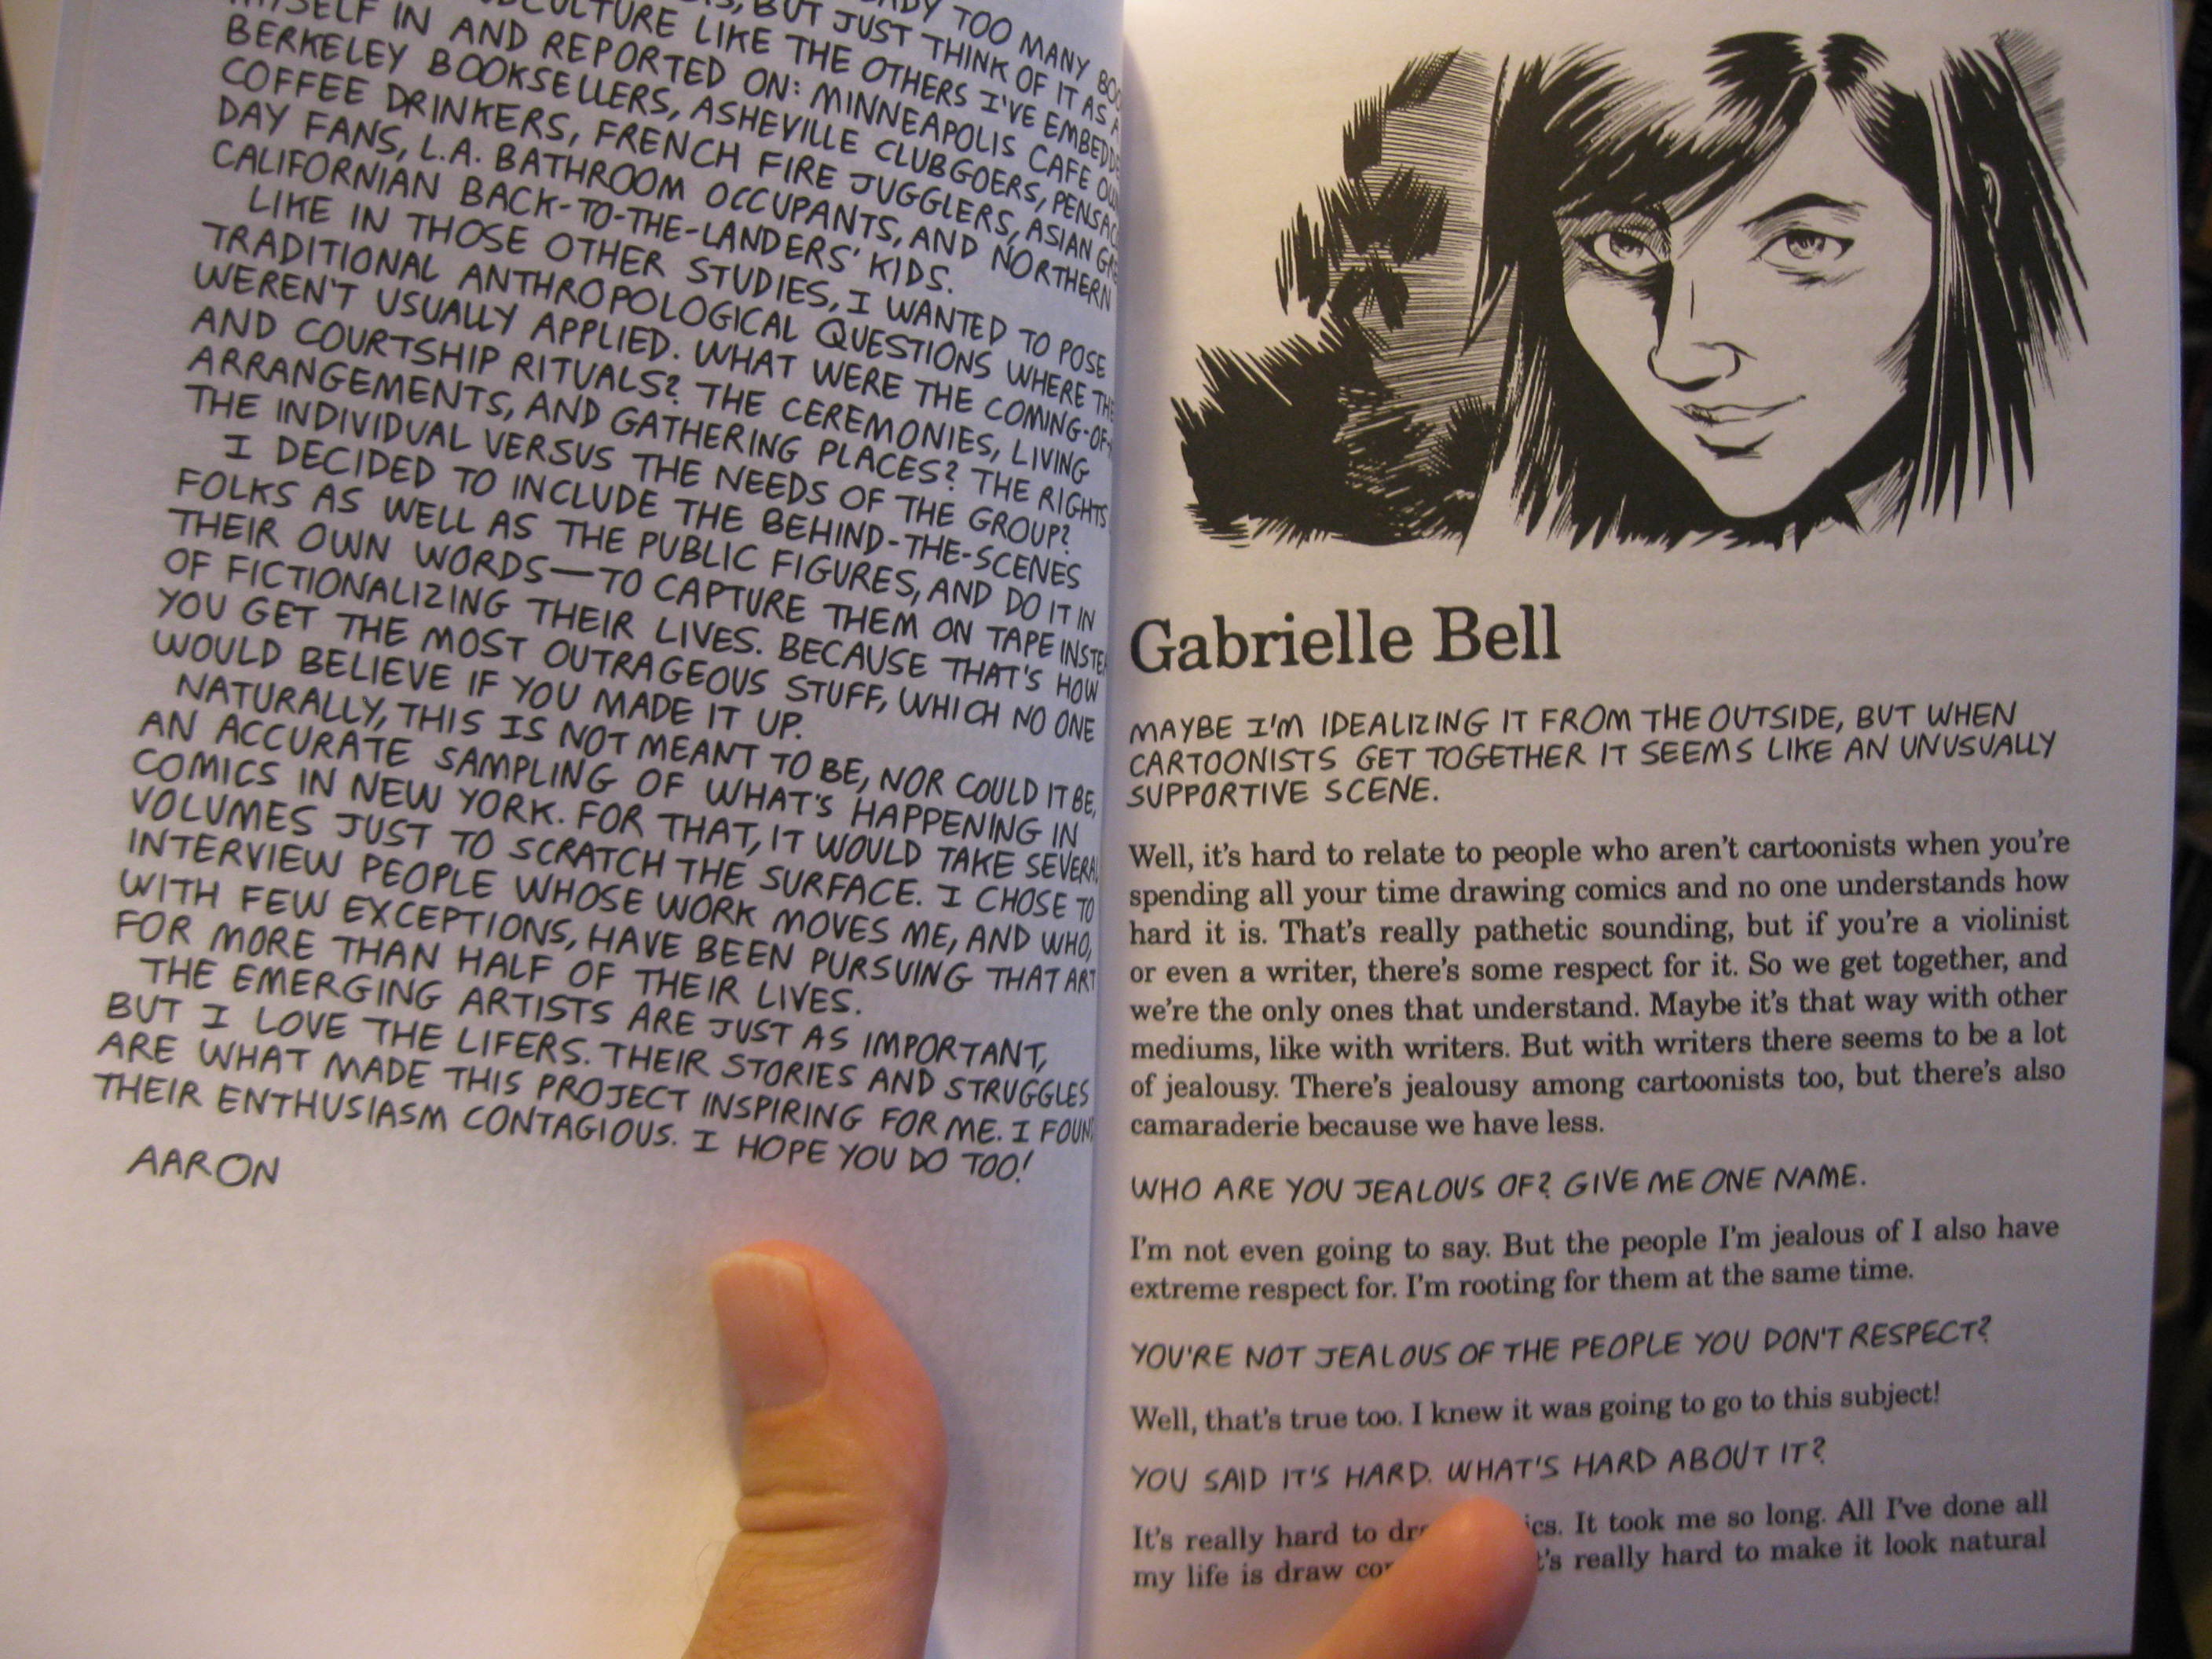 TOO MANY
LIKE THE OTHERS I'VE
BUT JUST THINK OF IT AS A
IN AND REPORTED ON: MINNEAPOLIS CAFE
BERKELEY BOOKSELLERS, ASHEVILLE CLUBGOERS,
COFFEE DRINKERS, FRENCH FIRE JUGGLERS, ASIAN
DAY FANS, L.A. BATHROOM OCCUPANTS, AND NORTHERN
CALIFORNIAN BACK-TO-THE-LANDERS' KIDS.
LIKE IN THOSE OTHER STUDIES, I WANTED TO POSE
TRADITIONAL ANTHROPOLOGICAL QUESTIONS WHERE
WEREN'T USUALLY APPLIED. WHAT WERE THE COMING-OF-
AND COURTSHIP RITUALS? THE CEREMONIES, LIVING
ARRANGEMENTS, AND GATHERING PLACES? THE RIGHTS
THE INDIVIDUAL VERSUS THE NEEDS OF THE GROUP?
I DECIDED TO INCLUDE THE BEHIND-THE-SCENES
FOLKS AS WELL AS THE PUBLIC FIGURES, AND DO IT IN
THEIR OWN WORDS—TO CAPTURE THEM ON TAPE
OF FICTIONALIZING THEIR LIVES. BECAUSE THAT'S HOW
YOU GET THE MOST OUTRAGEOUS STUFF, WHICH NO ONE
WOULD BELIEVE IF YOU MADE IT UP.
NATURALLY, THIS IS NOT MEANT TO BE, NOR COULD IT BE,
AN ACCURATE SAMPLING OF WHAT'S HAPPENING IN
COMICS IN NEW YORK. FOR THAT, IT WOULD TAKE
VOLUMES JUST TO SCRATCH THE SURFACE. I CHOSE TO
INTERVIEW PEOPLE WHOSE WORK MOVES ME, AND WHO,
WITH FEW EXCEPTIONS, HAVE BEEN PURSUING THAT ART
FOR MORE THAN HALF OF THEIR LIVES.
THE EMERGING ARTISTS ARE JUST AS IMPORTANT,
BUT I LOVE THE LIFERS. THEIR STORIES AND STRUGGLES
ARE WHAT MADE THIS PROJECT INSPIRING FOR ME. I
THEIR ENTHUSIASM CONTAGIOUS. I HOPE YOU DO TOO!
AARON
Gabrielle Bell
MAYBE I'M IDEALIZING IT FROM THE OUTSIDE, BUT WHEN
CARTOONISTS GET TOGETHER IT SEEMS LIKE AN UNUSUALLY
SUPPORTIVE SCENE.
Well, it's hard to relate to people who aren't cartoonists when you're
spending all your time drawing comics and no one understands how
hard it is. That's really pathetic sounding, but if you're a violinist
or even a writer, there's some respect for it. So we get together, and
we're the only ones that understand. Maybe it's that way with other
mediums, like with writers. But with writers there seems to be a lot
of jealousy. There's jealousy among cartoonists too, but there's also
camaraderie because we have less.
WHO ARE YOU JEALOUS OF? GIVE ME ONE NAME.
I'm not even going to say. But the people I'm jealous of I also have
extreme respect for. I'm rooting for them at the same time.
YOU'RE NOT JEALOUS OF THE PEOPLE YOU DON'T RESPECT?
Well, that's true too. I knew it was going to go to this subject!
YOU SAID IT'S HARD. WHAT'S HARD ABOUT IT?
It's really hard to It took me so long. All I've done all
my life is draw really hard to make it look natural